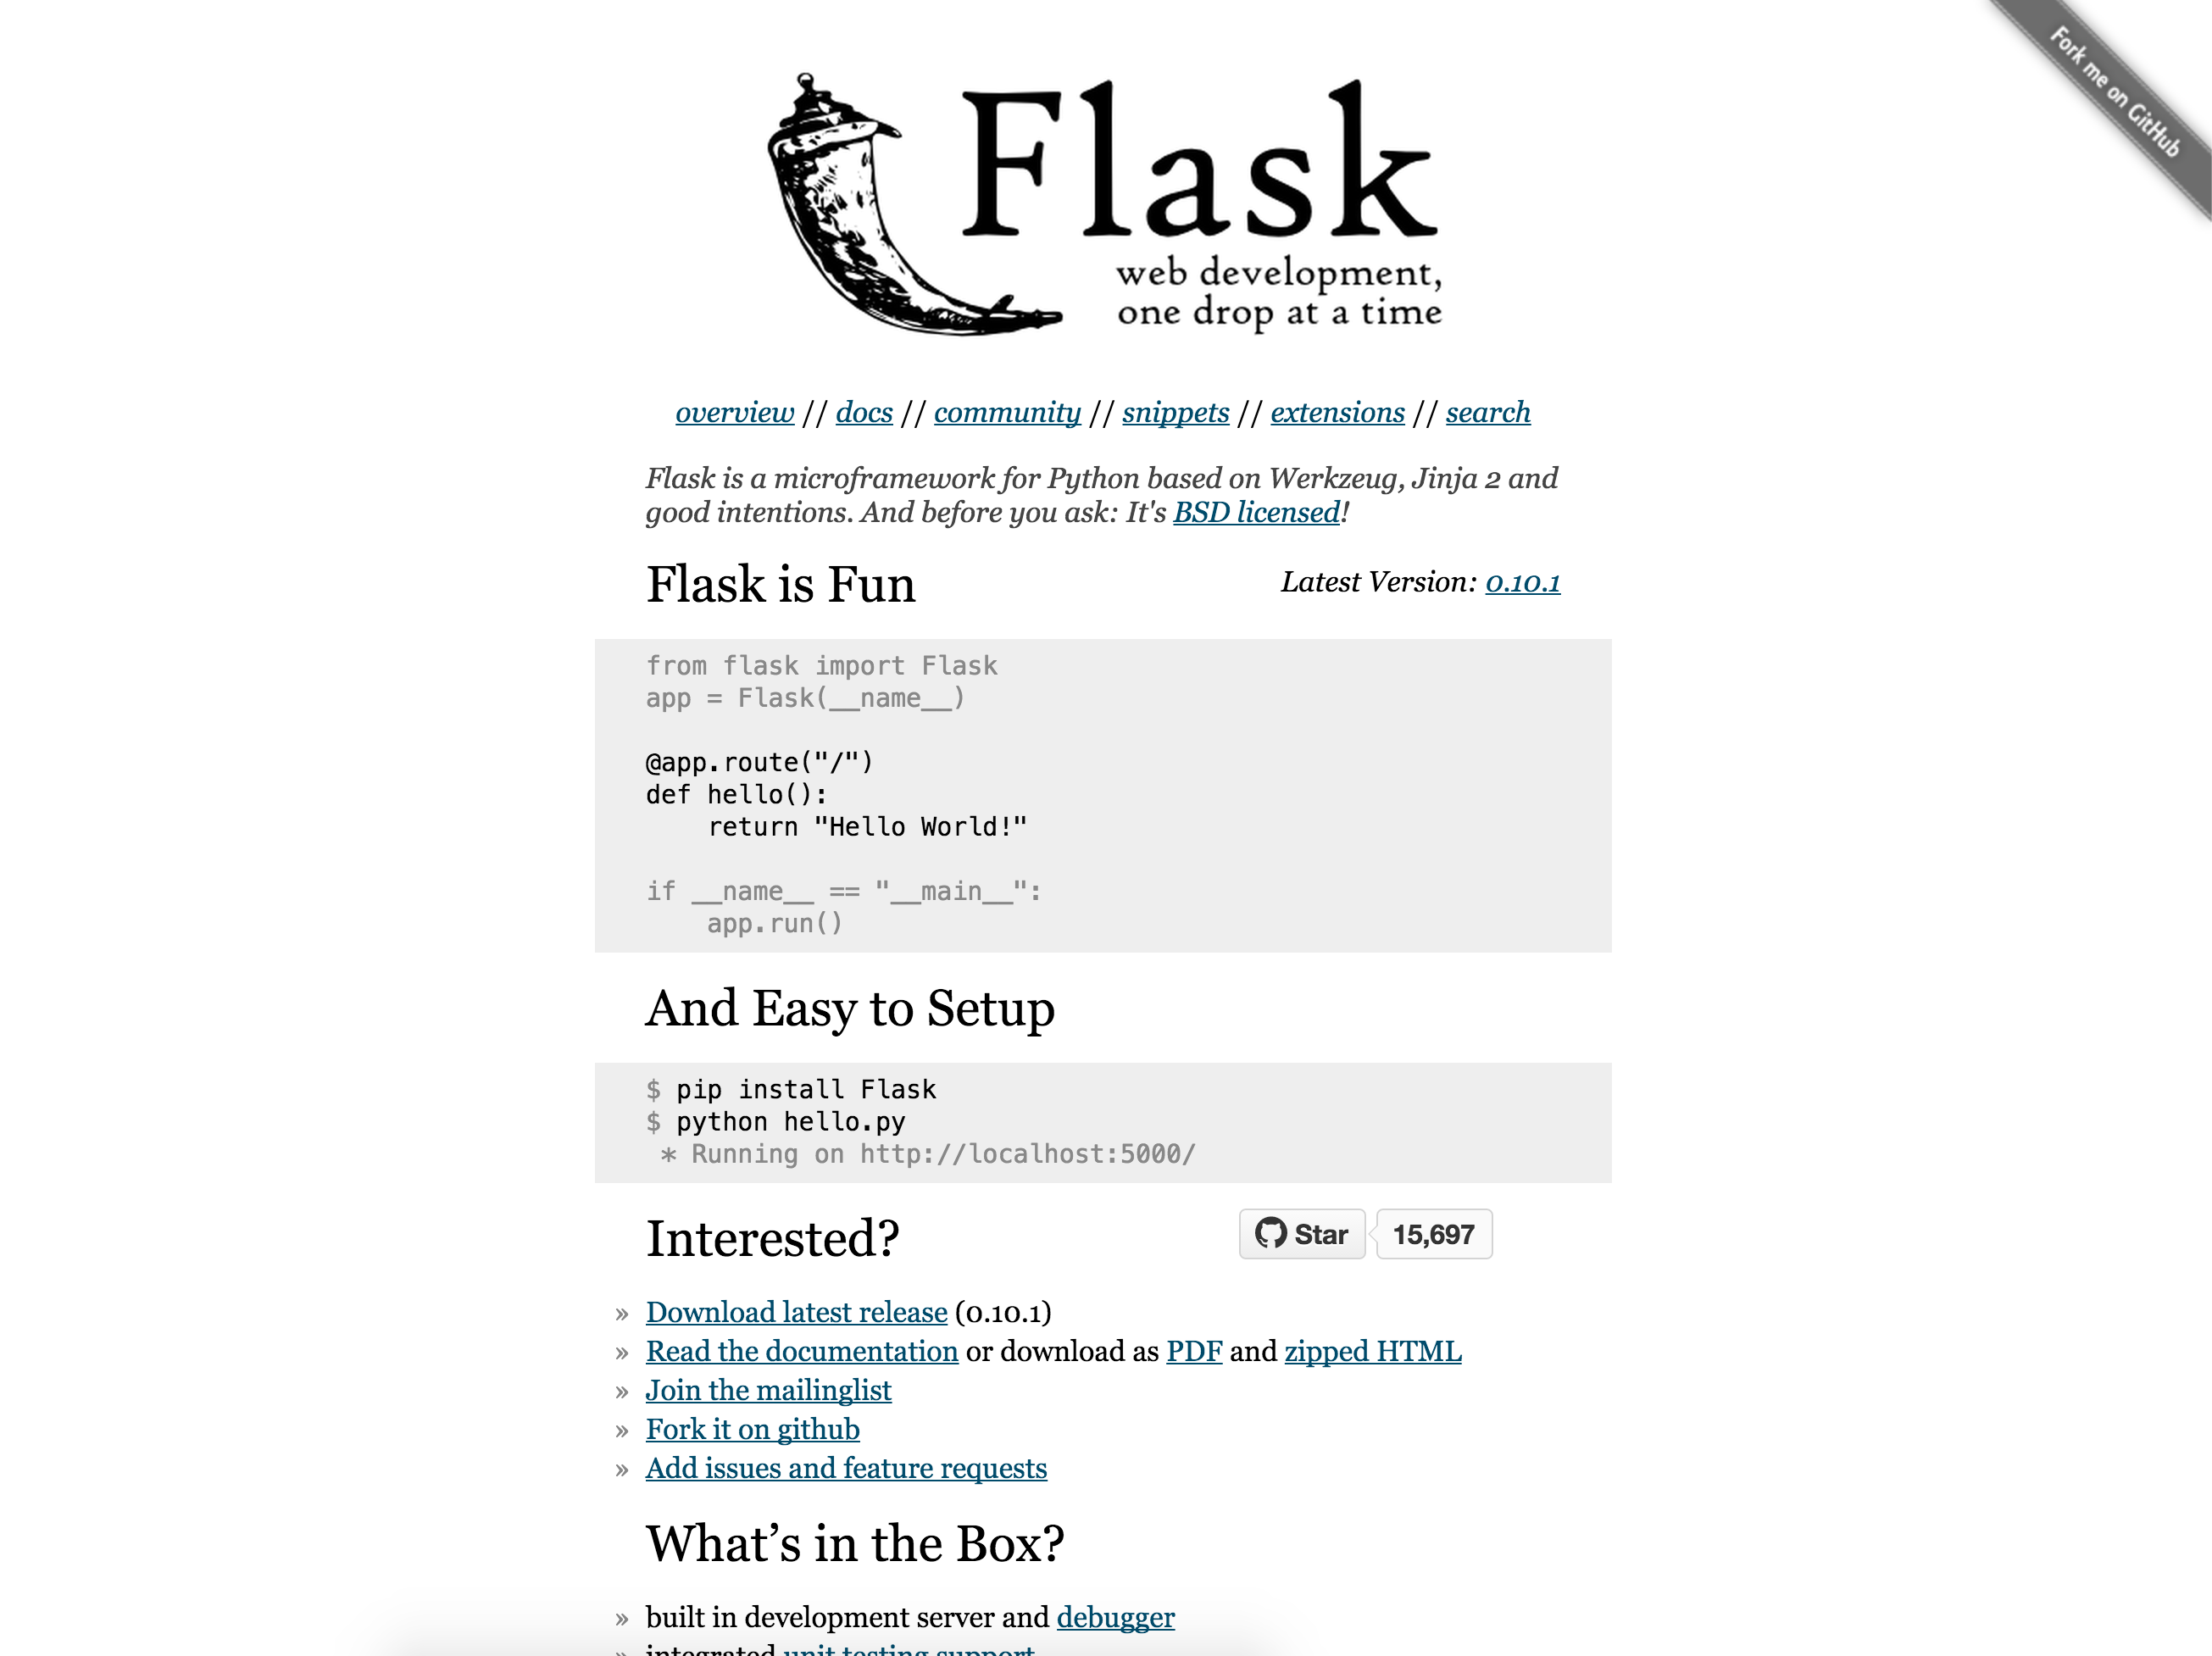 Fork me on GitHub
Flask
web development,
one drop at a time
overview // docs // community // snippets // extensions // search
Flask is a microframework for Python based on Werkzeug, Jinja 2 and
good intentions. And before you ask: It's BSD licensed!
Flask is Fun
Latest Version: 0.10.1
from flask import Flask
app = Flask(__name__)
@app.route("/")
def hello():
    return "Hello World!"
if __name__ == "__main__":
    app.run()
And Easy to Setup
$ pip install Flask
$ python hello.py
 * Running on http://localhost:5000/
Interested?
Star 15,697
» Download latest release (0.10.1)
» Read the documentation or download as PDF and zipped HTML
» Join the mailinglist
» Fork it on github
» Add issues and feature requests
What’s in the Box?
» built in development server and debugger
» integrated unit testing support